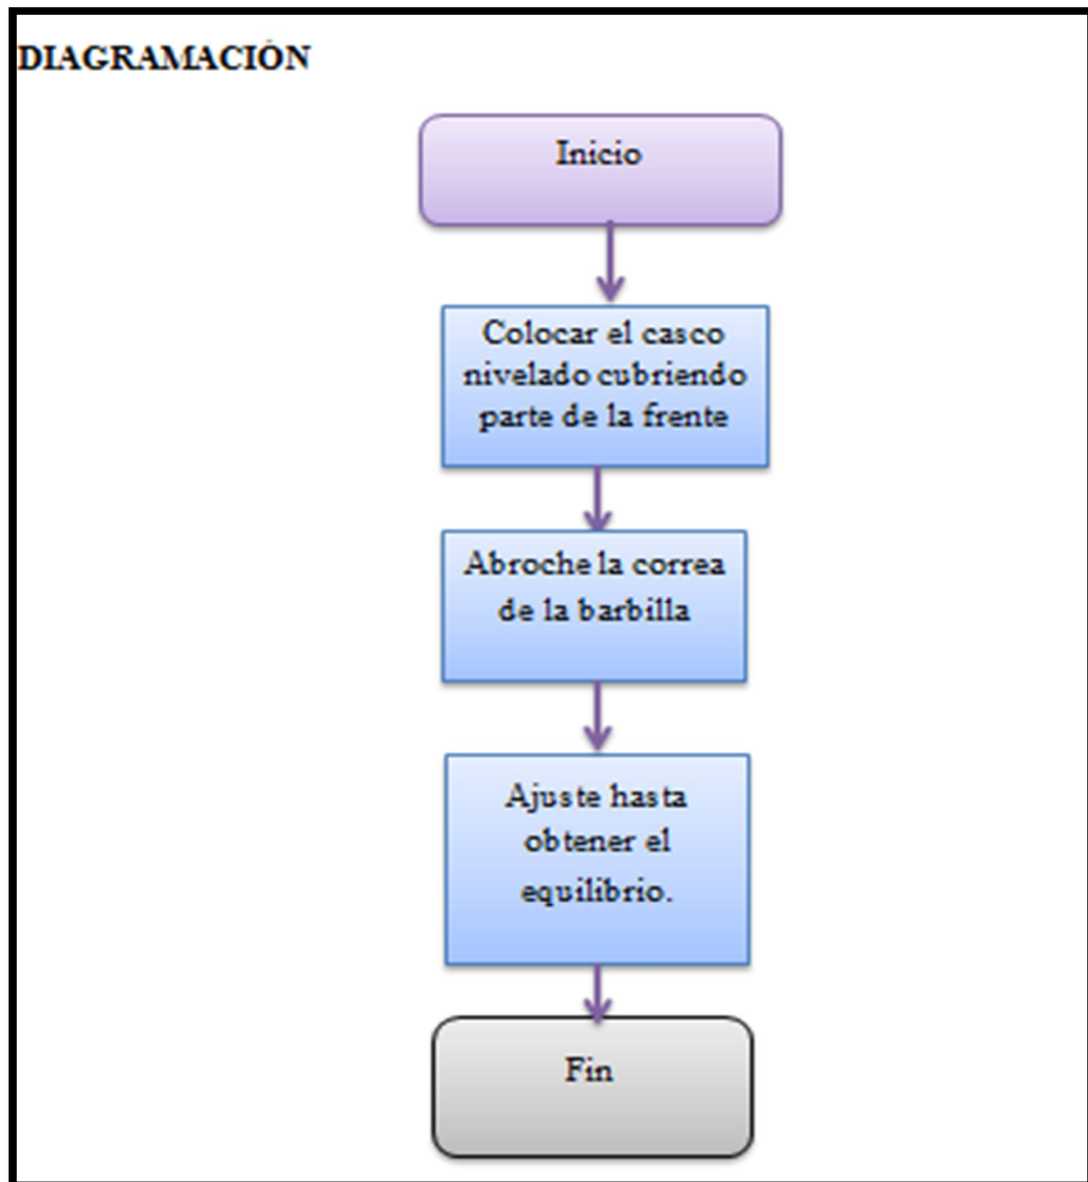 DIAGRAMACIÓN
Inicio
Colocar el casco
nivelado cubriendo
parte de la frente
Abroche la correa
de la barbilla
Ajuste hasta
obtener el
equilibrio.
Fin